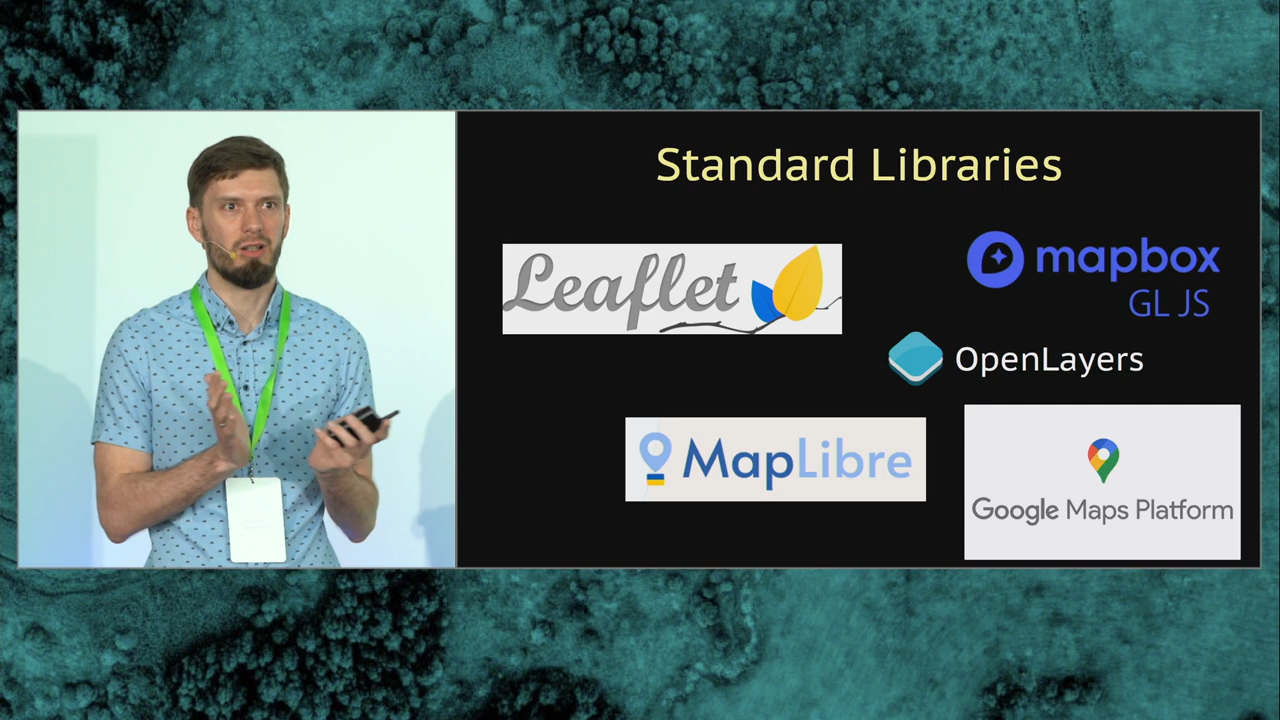 Standard Libraries
Leaflet
mapbox
GL JS
OpenLayers
MapLibre
Google Maps Platform